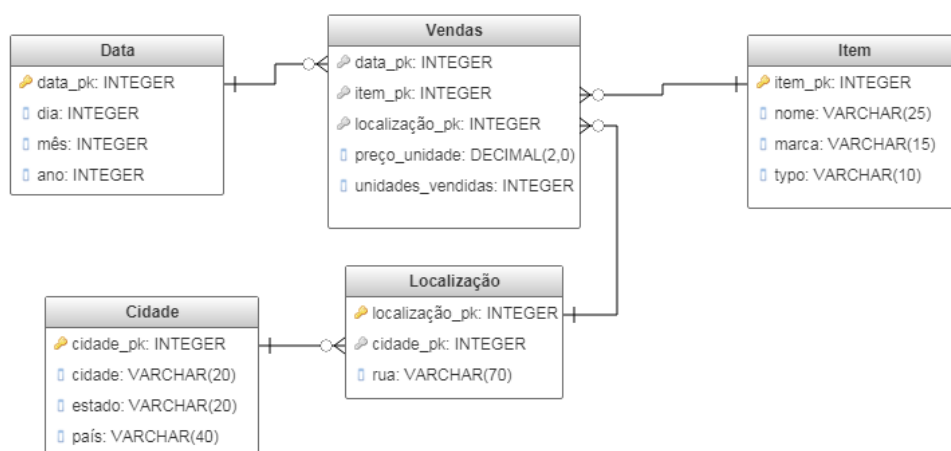 Data
data_pk: INTEGER
dia: INTEGER
mês: INTEGER
ano: INTEGER
Vendas
data_pk: INTEGER
item_pk: INTEGER
localização_pk: INTEGER
preço_unidade: DECIMAL(2,0)
unidades_vendidas: INTEGER
Item
item_pk: INTEGER
nome: VARCHAR(25)
marca: VARCHAR(15)
typo: VARCHAR(10)
Cidade
cidade_pk: INTEGER
cidade: VARCHAR(20)
estado: VARCHAR(20)
país: VARCHAR(40)
Localização
localização_pk: INTEGER
cidade_pk: INTEGER
rua: VARCHAR(70)